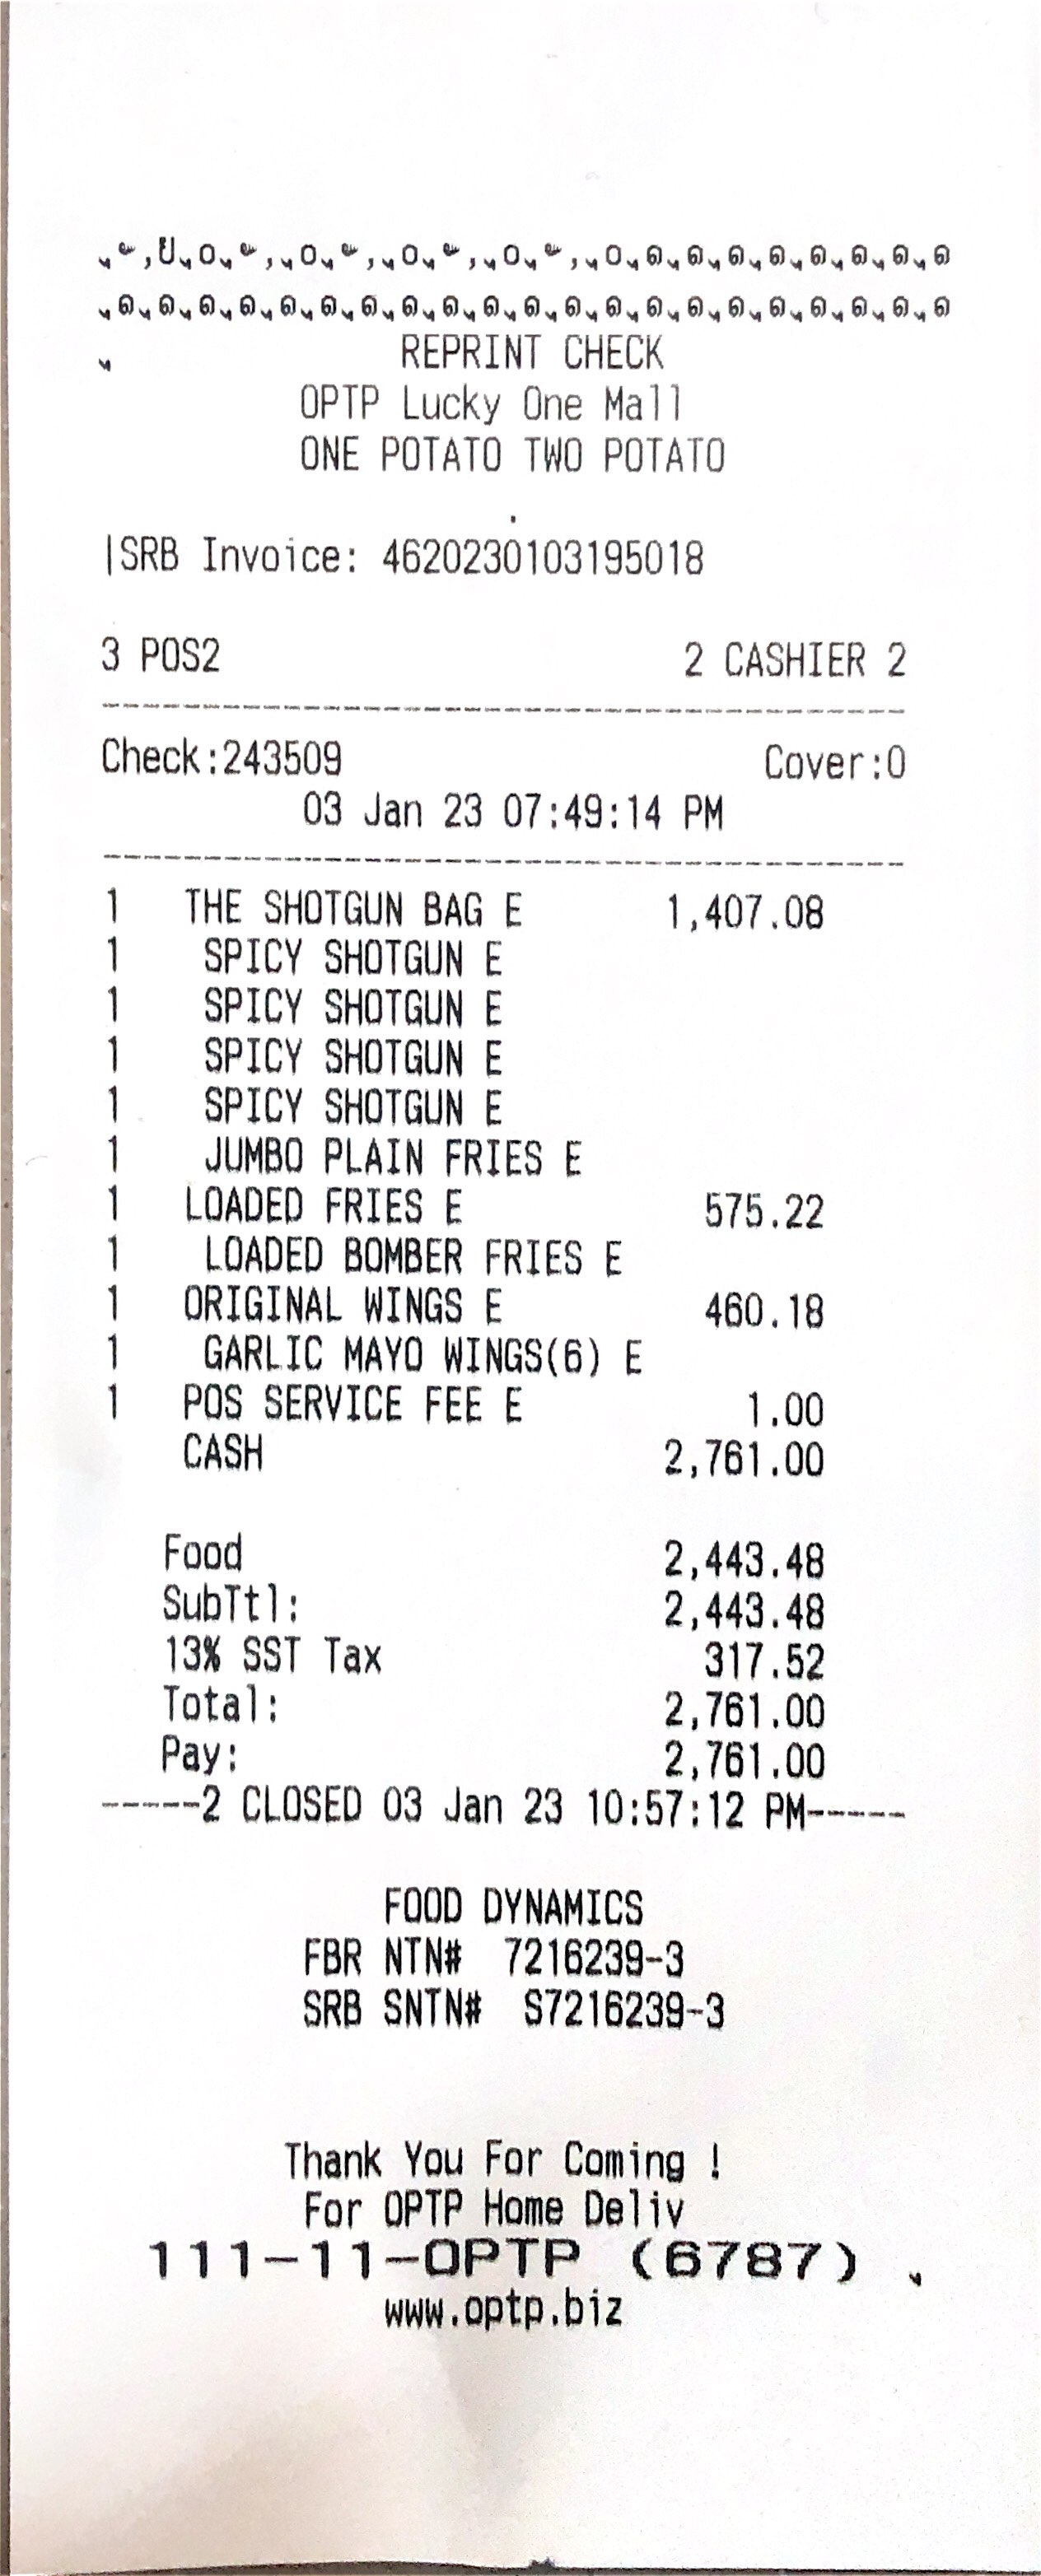 REPRINT CHECK
OPTP Lucky One Mall
ONE POTATO TWO POTATO
|SRB Invoice: 4620230103195018
3 POS2 2 CASHIER 2
Check:243509 Cover:0
03 Jan 23 07:49:14 PM
1 THE SHOTGUN BAG E 1,407.08
1 SPICY SHOTGUN E
1 SPICY SHOTGUN E
1 SPICY SHOTGUN E
1 SPICY SHOTGUN E
1 JUMBO PLAIN FRIES E
1 LOADED FRIES E 575.22
1 LOADED BOMBER FRIES E
1 ORIGINAL WINGS E 460.18
1 GARLIC MAYO WINGS(6) E
1 POS SERVICE FEE E 1.00
CASH 2,761.00
Food 2,443.48
SubTtl: 2,443.48
13% SST Tax 317.52
Total: 2,761.00
Pay: 2,761.00
-----2 CLOSED 03 Jan 23 10:57:12 PM-----
FOOD DYNAMICS
FBR NTN# 7216239-3
SRB SNTN# S7216239-3
Thank You For Coming !
For OPTP Home Deliv
111-11-OPTP (6787)
www.optp.biz